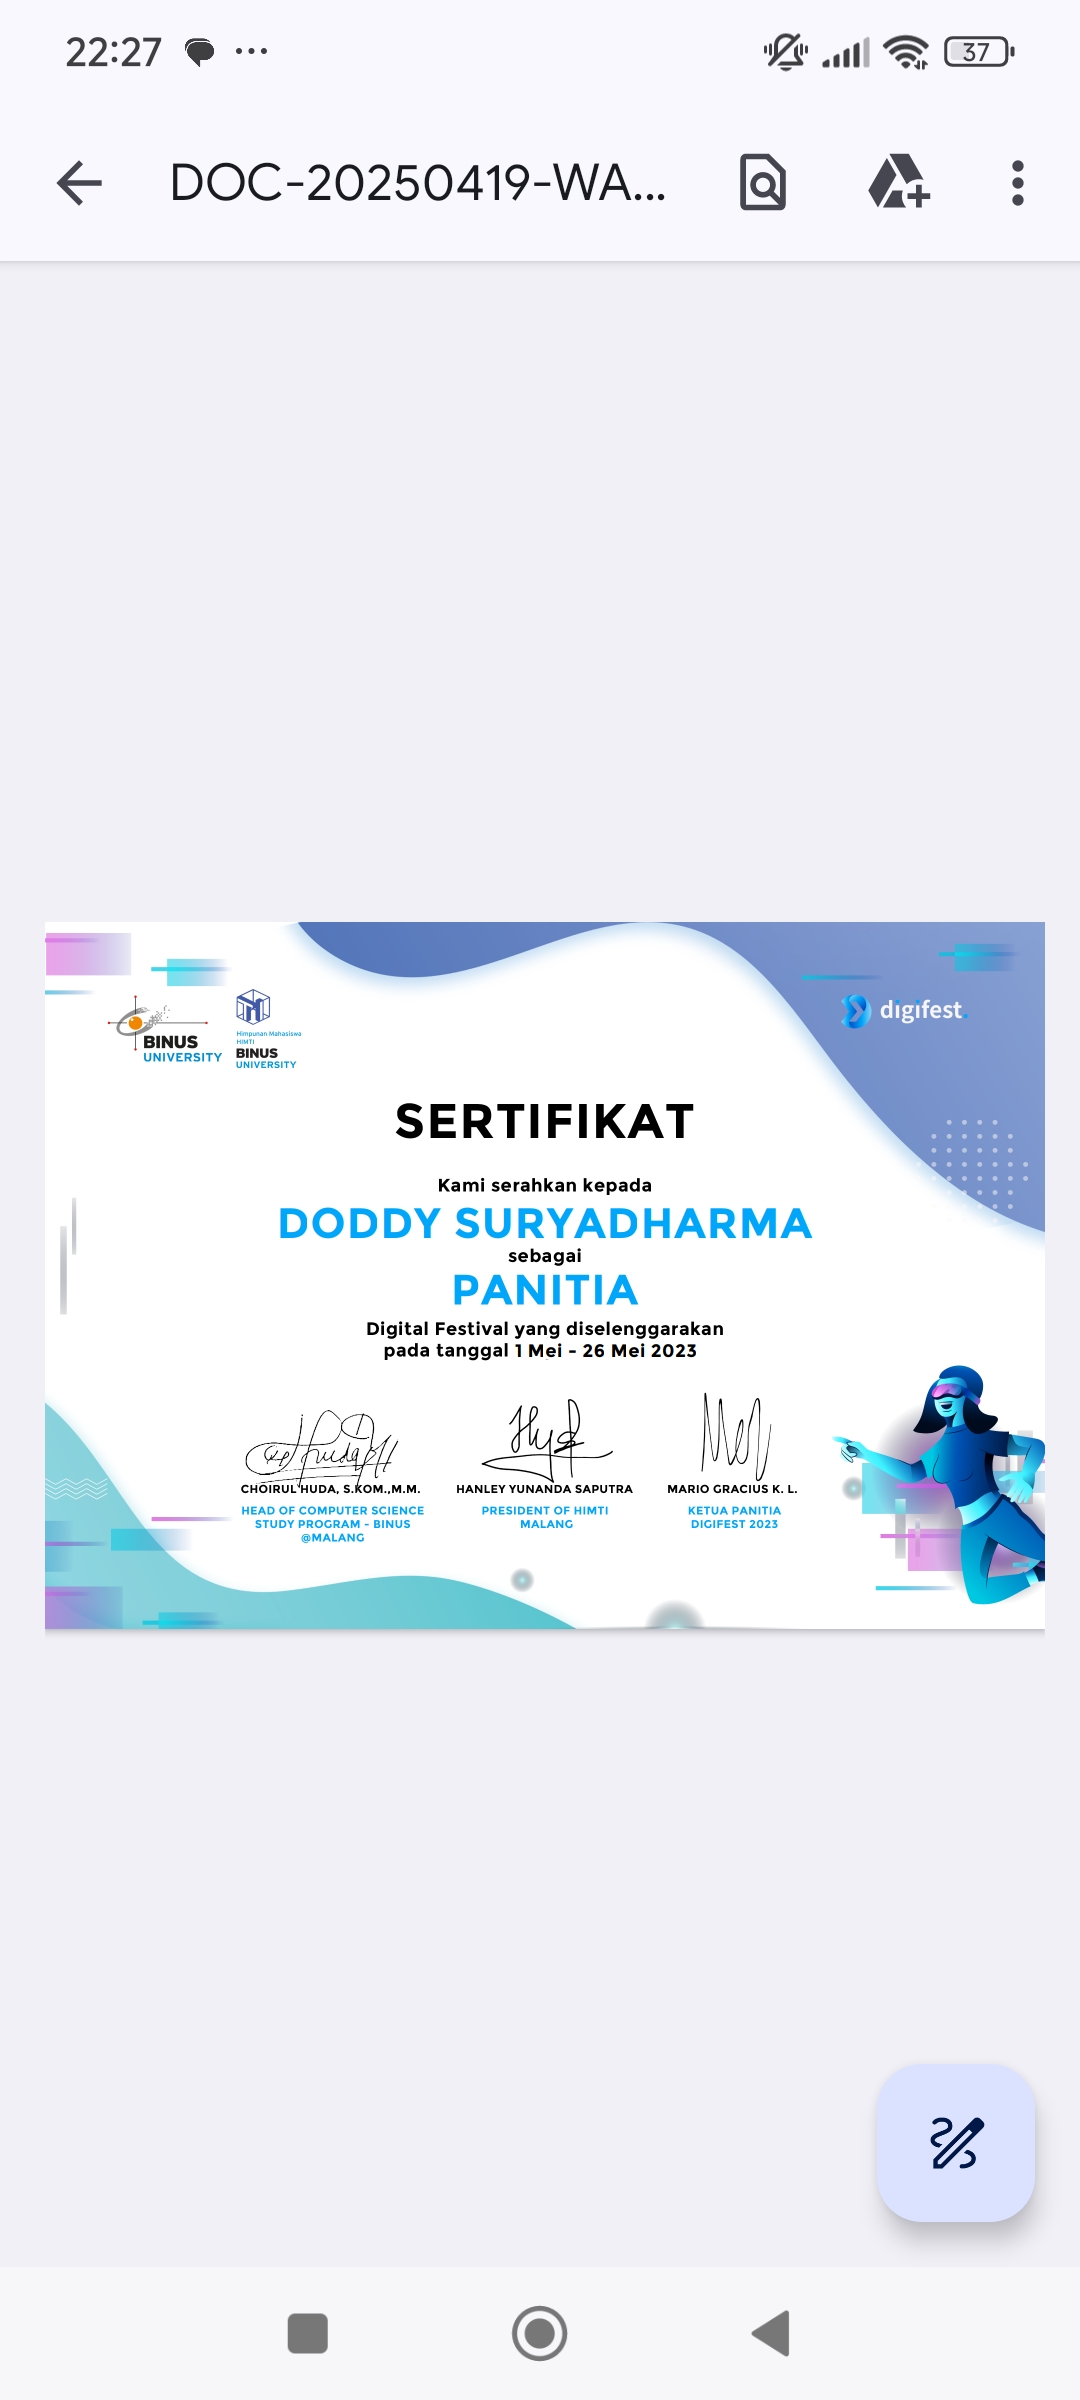 22:27
37
DOC-20250419-WA...
BINUS
UNIVERSITY
Himpunan Mahasiswa
HIMTI
BINUS
UNIVERSITY
digifest.
SERTIFIKAT
Kami serahkan kepada
DODDY SURYADHARMA
sebagai
PANITIA
Digital Festival yang diselenggarakan
pada tanggal 1 Mei - 26 Mei 2023
CHOIRUL HUDA, S.KOM.,M.M.
HEAD OF COMPUTER SCIENCE
STUDY PROGRAM - BINUS
@MALANG
HANLEY YUNANDA SAPUTRA
PRESIDENT OF HIMTI
MALANG
MARIO GRACIUS K. L.
KETUA PANITIA
DIGIFEST 2023